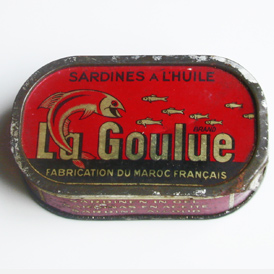 SARDINES A L'HUILE
La Goulue
BRAND
FABRICATION DU MAROC FRANÇAIS